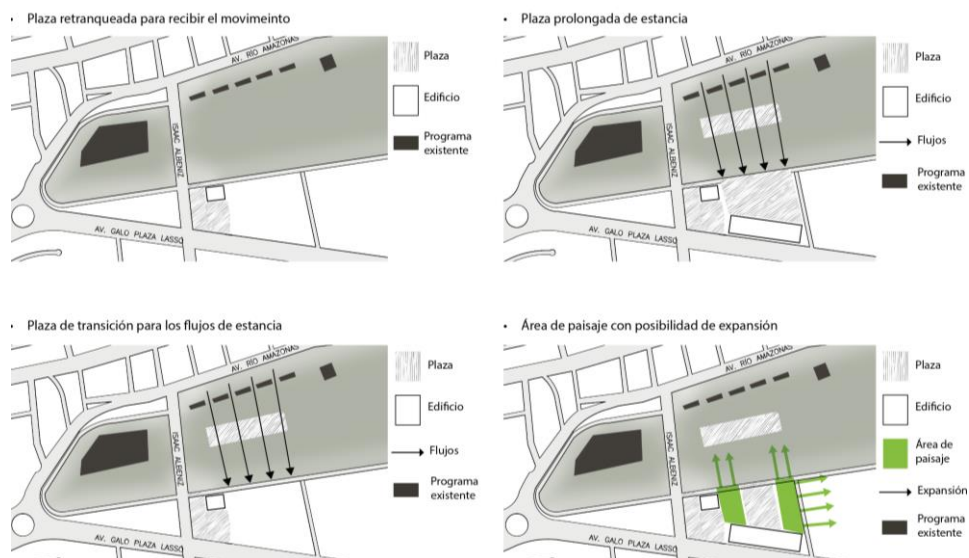 • Plaza retranqueada para recibir el movimeinto
AV. RÍO AMAZONAS
ISAAC ALBENIZ
AV. GALO PLAZA LASSO
Plaza
Edificio
Programa
existente
• Plaza prolongada de estancia
AV. RÍO AMAZONAS
ISAAC ALBENIZ
AV. GALO PLAZA LASSO
Plaza
Edificio
Flujos
Programa
existente
• Plaza de transición para los flujos de estancia
AV. RÍO AMAZONAS
ISAAC ALBENIZ
AV. GALO PLAZA LASSO
Plaza
Edificio
Flujos
Programa
existente
• Área de paisaje con posibilidad de expansión
AV. RÍO AMAZONAS
ISAAC ALBENIZ
AV. GALO PLAZA LASSO
Plaza
Edificio
Área de
paisaje
Expansión
Programa
existente